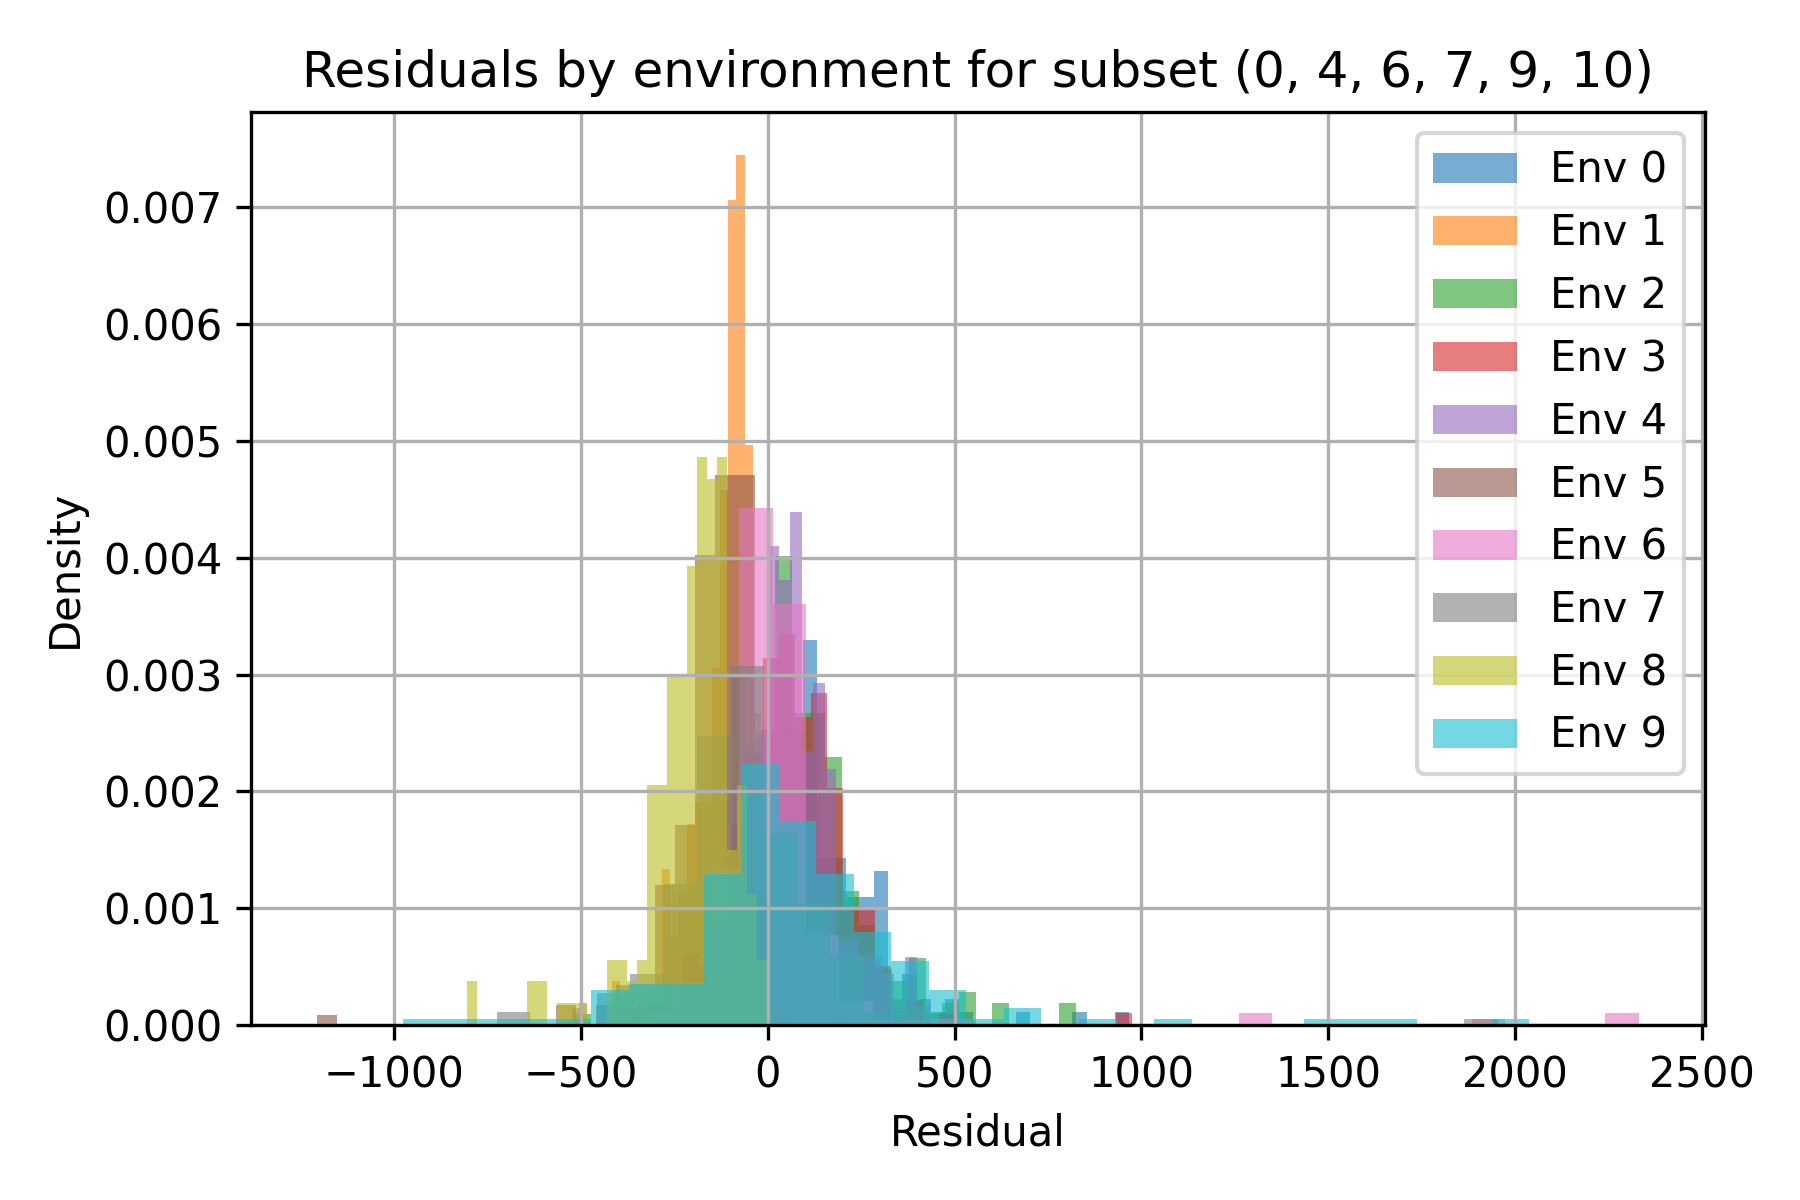 Residuals by environment for subset (0, 4, 6, 7, 9, 10)
Density
0.007
0.006
0.005
0.004
0.003
0.002
0.001
0.000
−1000 −500 0 500 1000 1500 2000 2500
Residual
Env 0
Env 1
Env 2
Env 3
Env 4
Env 5
Env 6
Env 7
Env 8
Env 9